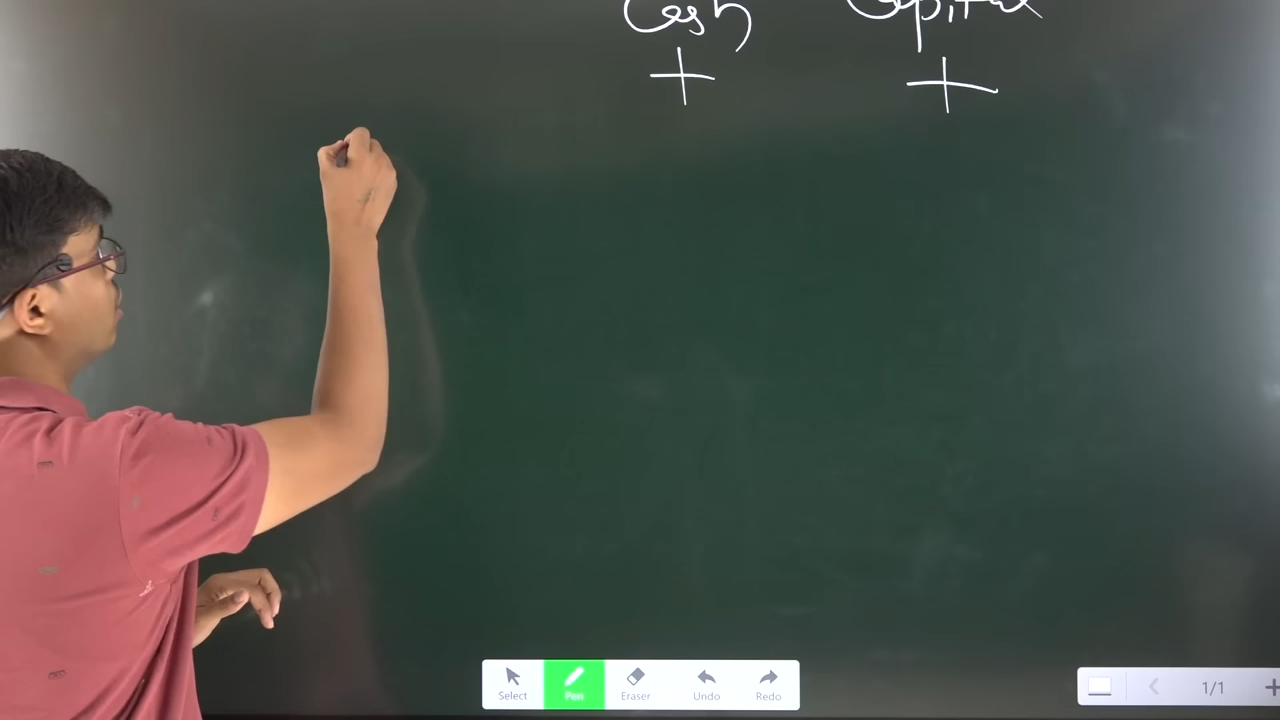 Cash Capital
+ +
Select Pen Eraser Undo Redo 1/1 +